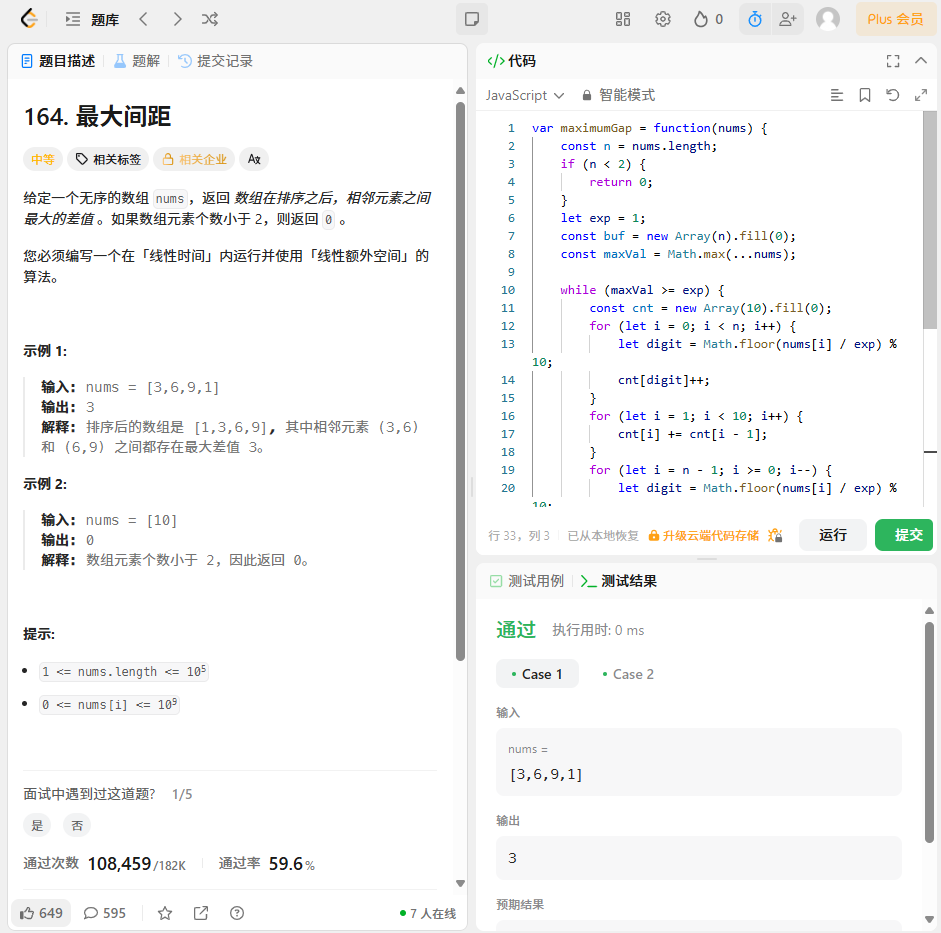 题库
0
Plus 会员
题目描述
题解
提交记录
164. 最大间距
中等
相关标签
相关企业
给定一个无序的数组 nums，返回 数组在排序之后，相邻元素之间
最大的差值 。如果数组元素个数小于 2，则返回 0 。
您必须编写一个在「线性时间」内运行并使用「线性额外空间」的
算法。
示例 1:
输入: nums = [3,6,9,1]
输出: 3
解释: 排序后的数组是 [1,3,6,9], 其中相邻元素 (3,6)
和 (6,9) 之间都存在最大差值 3。
示例 2:
输入: nums = [10]
输出: 0
解释: 数组元素个数小于 2，因此返回 0。
提示:
1 <= nums.length <= 10⁵
0 <= nums[i] <= 10⁹
面试中遇到过这道题? 1/5
是
否
通过次数 108,459/182K
通过率 59.6%
649
595
7 人在线
</> 代码
JavaScript
智能模式
1 var maximumGap = function(nums) {
2 const n = nums.length;
3 if (n < 2) {
4 return 0;
5 }
6 let exp = 1;
7 const buf = new Array(n).fill(0);
8 const maxVal = Math.max(...nums);
9
10 while (maxVal >= exp) {
11 const cnt = new Array(10).fill(0);
12 for (let i = 0; i < n; i++) {
13 let digit = Math.floor(nums[i] / exp) %
10;
14 cnt[digit]++;
15 }
16 for (let i = 1; i < 10; i++) {
17 cnt[i] += cnt[i - 1];
18 }
19 for (let i = n - 1; i >= 0; i--) {
20 let digit = Math.floor(nums[i] / exp) %
10;
行 33，列 3
已从本地恢复
升级云端代码存储
运行
提交
测试用例
测试结果
通过
执行用时: 0 ms
Case 1
Case 2
输入
nums =
[3,6,9,1]
输出
3
预期结果